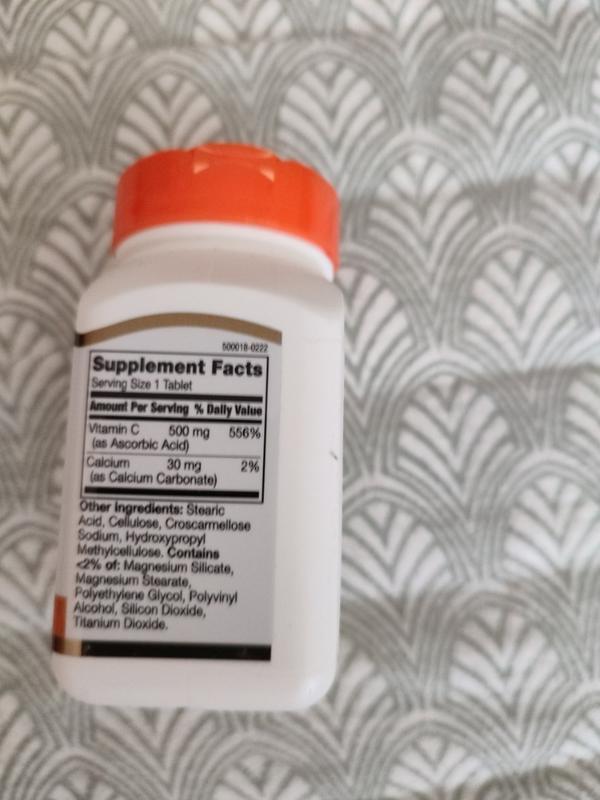 500018-0222
Supplement Facts
Serving Size 1 Tablet
Amount Per Serving % Daily Value
Vitamin C 500 mg 556%
(as Ascorbic Acid)
Calcium 30 mg 2%
(as Calcium Carbonate)
Other Ingredients: Stearic
Acid, Cellulose, Croscarmellose
Sodium, Hydroxypropyl
Methylcellulose. Contains
<2% of: Magnesium Silicate,
Magnesium Stearate,
Polyethylene Glycol, Polyvinyl
Alcohol, Silicon Dioxide,
Titanium Dioxide.